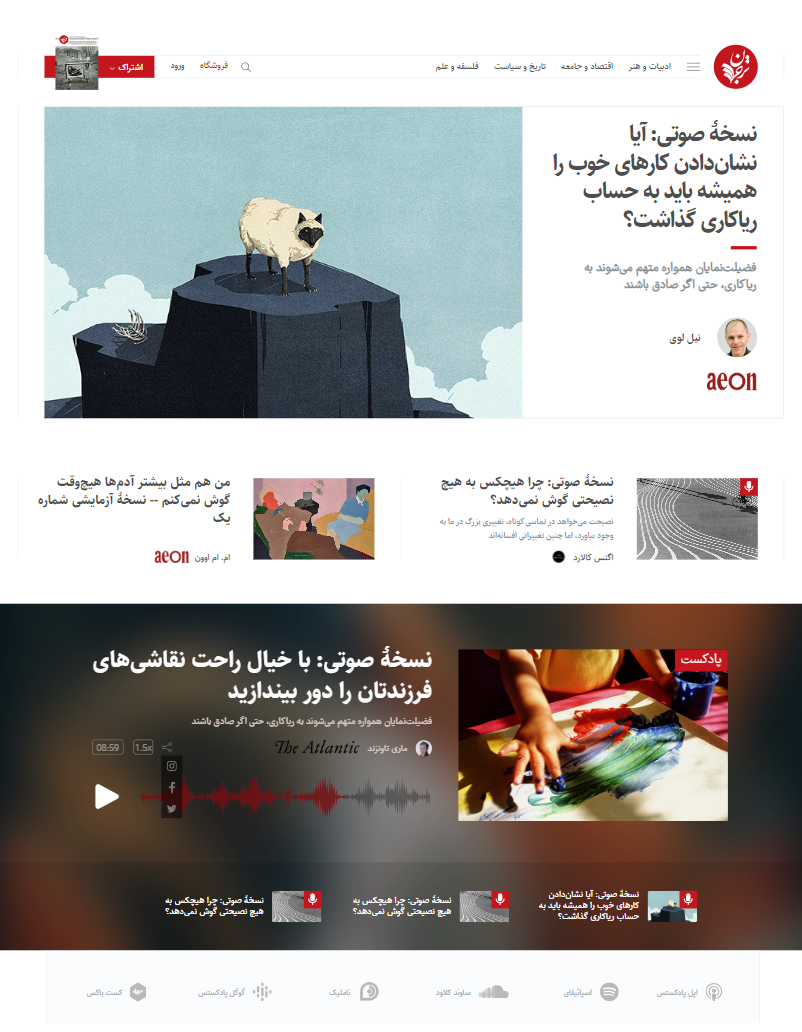 ترجمان
ادبیات و هنر
اقتصاد و جامعه
تاریخ و سیاست
فلسفه و علم
فروشگاه
ورود
اشتراک
نسخهٔ صوتی: آیا
نشان‌دادن کارهای خوب را
همیشه باید به حساب
ریاکاری گذاشت؟
فضیلت‌نمایان همواره متهم می‌شوند به
ریاکاری، حتی اگر صادق باشند
نیل لوی
aeon
نسخهٔ صوتی: چرا هیچکس به هیچ
نصیحتی گوش نمی‌دهد؟
نصیحت می‌خواهد در تماسی کوتاه، تغییری بزرگ در ما به
وجود بیاورد، اما چنین تغییراتی افسانه‌اند
اگنس کالارد
من هم مثل بیشتر آدم‌ها هیچ‌وقت
گوش نمی‌کنم -- نسخهٔ آزمایشی شماره
یک
ام. ام اوون
aeon
پادکست
نسخهٔ صوتی: با خیال راحت نقاشی‌های
فرزندتان را دور بیندازید
فضیلت‌نمایان همواره متهم می‌شوند به ریاکاری، حتی اگر صادق باشند
ماری تاونزند
The Atlantic
1.5x
08:59
نسخهٔ صوتی: آیا نشان‌دادن
کارهای خوب را همیشه باید به
حساب ریاکاری گذاشت؟
نسخهٔ صوتی: چرا هیچکس به
هیچ نصیحتی گوش نمی‌دهد؟
نسخهٔ صوتی: چرا هیچکس به
هیچ نصیحتی گوش نمی‌دهد؟
اپل پادکستس
اسپاتیفای
ساوند کلاود
ناملیک
گوگل پادکستس
کست باکس